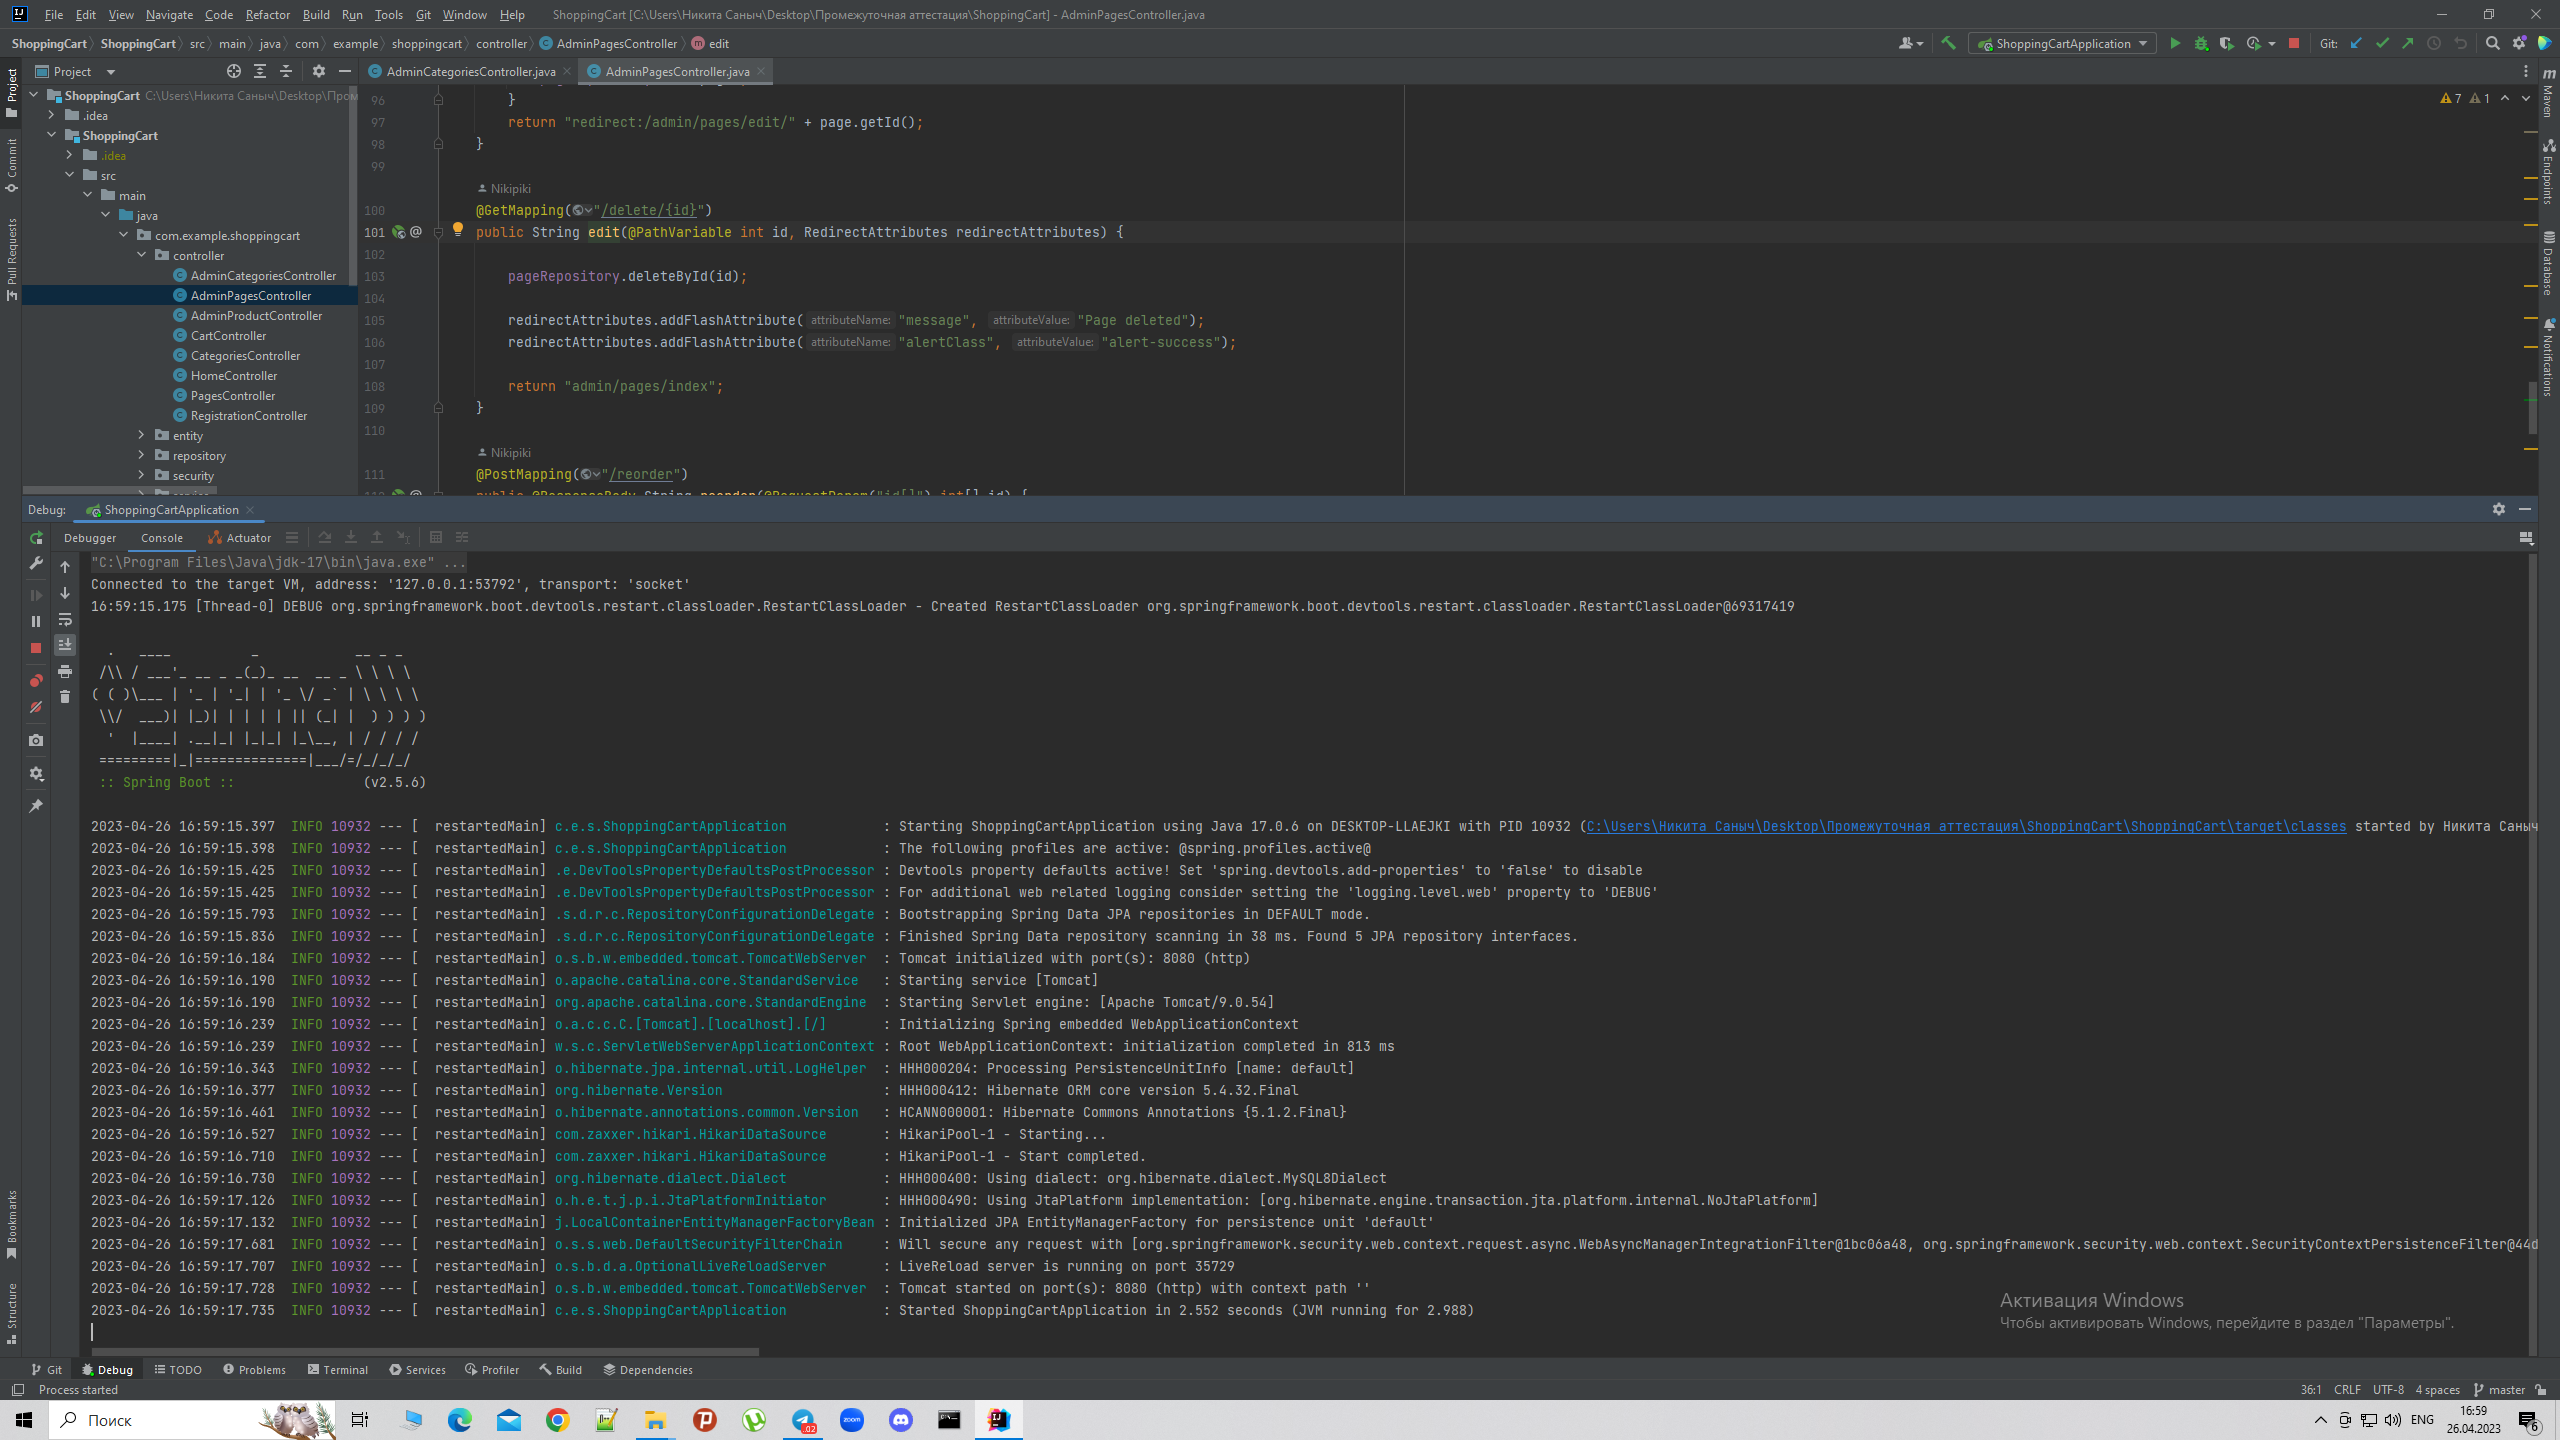 File Edit View Navigate Code Refactor Build Run Tools Git Window Help ShoppingCart [C:\Users\Никита Саныч\Desktop\Промежуточная аттестация\ShoppingCart] - AdminPagesController.java
ShoppingCart ShoppingCart src main java com example shoppingcart controller AdminPagesController edit ShoppingCartApplication Git:
Project
AdminCategoriesController.java AdminPagesController.java
ShoppingCart C:\Users\Никита Саныч\Desktop\Пром
.idea
ShoppingCart
.idea
src
main
java
com.example.shoppingcart
controller
AdminCategoriesController
AdminPagesController
AdminProductController
CartController
CategoriesController
HomeController
PagesController
RegistrationController
entity
repository
security
96 }
97 return "redirect:/admin/pages/edit/" + page.getId();
98 }
99
Nikipiki
100 @GetMapping("/delete/{id}")
101 public String edit(@PathVariable int id, RedirectAttributes redirectAttributes) {
102
103 pageRepository.deleteById(id);
104
105 redirectAttributes.addFlashAttribute( attributeName: "message", attributeValue: "Page deleted");
106 redirectAttributes.addFlashAttribute( attributeName: "alertClass", attributeValue: "alert-success");
107
108 return "admin/pages/index";
109 }
110
Nikipiki
111 @PostMapping("/reorder")
7 1
Project
Commit
Pull Requests
Bookmarks
Structure
Maven
Endpoints
Database
Notifications
Debug: ShoppingCartApplication
Debugger Console Actuator
"C:\Program Files\Java\jdk-17\bin\java.exe" ...
Connected to the target VM, address: '127.0.0.1:53792', transport: 'socket'
16:59:15.175 [Thread-0] DEBUG org.springframework.boot.devtools.restart.classloader.RestartClassLoader - Created RestartClassLoader org.springframework.boot.devtools.restart.classloader.RestartClassLoader@69317419
  .   ____          _            __ _ _
 /\\ / ___'_ __ _ _(_)_ __  __ _ \ \ \ \
( ( )\___ | '_ | '_| | '_ \/ _` | \ \ \ \
 \\/  ___)| |_)| | | | | || (_| |  ) ) ) )
  '  |____| .__|_| |_|_| |_\__, | / / / /
 =========|_|==============|___/=/_/_/_/
 :: Spring Boot ::                (v2.5.6)
2023-04-26 16:59:15.397  INFO 10932 --- [  restartedMain] c.e.s.ShoppingCartApplication            : Starting ShoppingCartApplication using Java 17.0.6 on DESKTOP-LLAEJKI with PID 10932 (C:\Users\Никита Саныч\Desktop\Промежуточная аттестация\ShoppingCart\ShoppingCart\target\classes started by Никита Саныч
2023-04-26 16:59:15.398  INFO 10932 --- [  restartedMain] c.e.s.ShoppingCartApplication            : The following profiles are active: @spring.profiles.active@
2023-04-26 16:59:15.425  INFO 10932 --- [  restartedMain] .e.DevToolsPropertyDefaultsPostProcessor : Devtools property defaults active! Set 'spring.devtools.add-properties' to 'false' to disable
2023-04-26 16:59:15.425  INFO 10932 --- [  restartedMain] .e.DevToolsPropertyDefaultsPostProcessor : For additional web related logging consider setting the 'logging.level.web' property to 'DEBUG'
2023-04-26 16:59:15.793  INFO 10932 --- [  restartedMain] .s.d.r.c.RepositoryConfigurationDelegate : Bootstrapping Spring Data JPA repositories in DEFAULT mode.
2023-04-26 16:59:15.836  INFO 10932 --- [  restartedMain] .s.d.r.c.RepositoryConfigurationDelegate : Finished Spring Data repository scanning in 38 ms. Found 5 JPA repository interfaces.
2023-04-26 16:59:16.184  INFO 10932 --- [  restartedMain] o.s.b.w.embedded.tomcat.TomcatWebServer  : Tomcat initialized with port(s): 8080 (http)
2023-04-26 16:59:16.190  INFO 10932 --- [  restartedMain] o.apache.catalina.core.StandardService   : Starting service [Tomcat]
2023-04-26 16:59:16.190  INFO 10932 --- [  restartedMain] org.apache.catalina.core.StandardEngine  : Starting Servlet engine: [Apache Tomcat/9.0.54]
2023-04-26 16:59:16.239  INFO 10932 --- [  restartedMain] o.a.c.c.C.[Tomcat].[localhost].[/]       : Initializing Spring embedded WebApplicationContext
2023-04-26 16:59:16.239  INFO 10932 --- [  restartedMain] w.s.c.ServletWebServerApplicationContext : Root WebApplicationContext: initialization completed in 813 ms
2023-04-26 16:59:16.343  INFO 10932 --- [  restartedMain] o.hibernate.jpa.internal.util.LogHelper  : HHH000204: Processing PersistenceUnitInfo [name: default]
2023-04-26 16:59:16.377  INFO 10932 --- [  restartedMain] org.hibernate.Version                    : HHH000412: Hibernate ORM core version 5.4.32.Final
2023-04-26 16:59:16.461  INFO 10932 --- [  restartedMain] o.hibernate.annotations.common.Version   : HCANN000001: Hibernate Commons Annotations {5.1.2.Final}
2023-04-26 16:59:16.527  INFO 10932 --- [  restartedMain] com.zaxxer.hikari.HikariDataSource       : HikariPool-1 - Starting...
2023-04-26 16:59:16.710  INFO 10932 --- [  restartedMain] com.zaxxer.hikari.HikariDataSource       : HikariPool-1 - Start completed.
2023-04-26 16:59:16.730  INFO 10932 --- [  restartedMain] org.hibernate.dialect.Dialect            : HHH000400: Using dialect: org.hibernate.dialect.MySQL8Dialect
2023-04-26 16:59:17.126  INFO 10932 --- [  restartedMain] o.h.e.t.j.p.i.JtaPlatformInitiator       : HHH000490: Using JtaPlatform implementation: [org.hibernate.engine.transaction.jta.platform.internal.NoJtaPlatform]
2023-04-26 16:59:17.132  INFO 10932 --- [  restartedMain] j.LocalContainerEntityManagerFactoryBean : Initialized JPA EntityManagerFactory for persistence unit 'default'
2023-04-26 16:59:17.681  INFO 10932 --- [  restartedMain] o.s.s.web.DefaultSecurityFilterChain     : Will secure any request with [org.springframework.security.web.context.request.async.WebAsyncManagerIntegrationFilter@1bc06a48, org.springframework.security.web.context.SecurityContextPersistenceFilter@44d
2023-04-26 16:59:17.707  INFO 10932 --- [  restartedMain] o.s.b.d.a.OptionalLiveReloadServer       : LiveReload server is running on port 35729
2023-04-26 16:59:17.728  INFO 10932 --- [  restartedMain] o.s.b.w.embedded.tomcat.TomcatWebServer  : Tomcat started on port(s): 8080 (http) with context path ''
2023-04-26 16:59:17.735  INFO 10932 --- [  restartedMain] c.e.s.ShoppingCartApplication            : Started ShoppingCartApplication in 2.552 seconds (JVM running for 2.988)
Активация Windows
Чтобы активировать Windows, перейдите в раздел "Параметры".
Git Debug TODO Problems Terminal Services Profiler Build Dependencies
Process started 36:1 CRLF UTF-8 4 spaces master
Поиск zoom ENG 16:59
26.04.2023 6